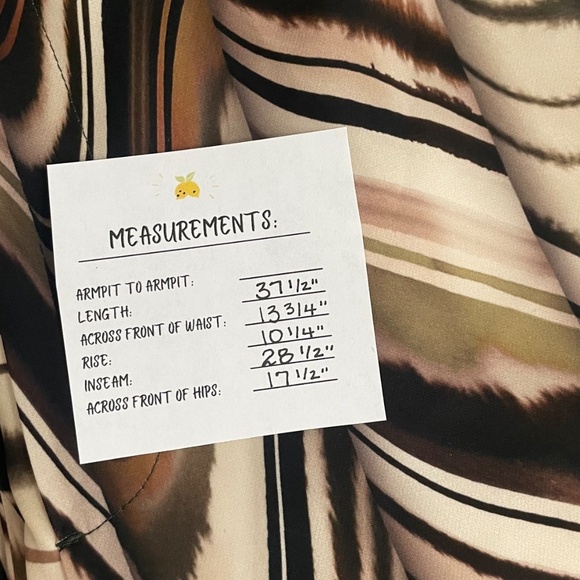 MEASUREMENTS:
ARMPIT TO ARMPIT:
LENGTH: 37 1/2"
ACROSS FRONT OF WAIST: 13 3/4"
RISE: 10 1/4"
INSEAM: 28 1/2"
ACROSS FRONT OF HIPS: 17 1/2"